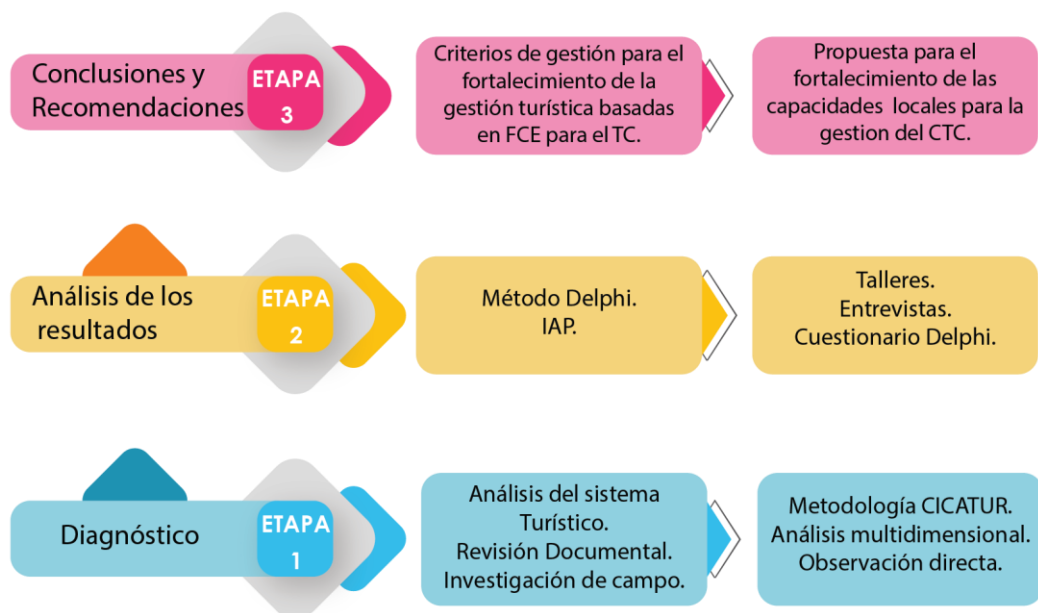 Conclusiones y
Recomendaciones
ETAPA
3
Criterios de gestión para el
fortalecimiento de la
gestión turística basadas
en FCE para el TC.
Propuesta para el
fortalecimiento de las
capacidades locales para la
gestion del CTC.
Análisis de los
resultados
ETAPA
2
Método Delphi.
IAP.
Talleres.
Entrevistas.
Cuestionario Delphi.
Diagnóstico
ETAPA
1
Análisis del sistema
Turístico.
Revisión Documental.
Investigación de campo.
Metodología CICATUR.
Análisis multidimensional.
Observación directa.